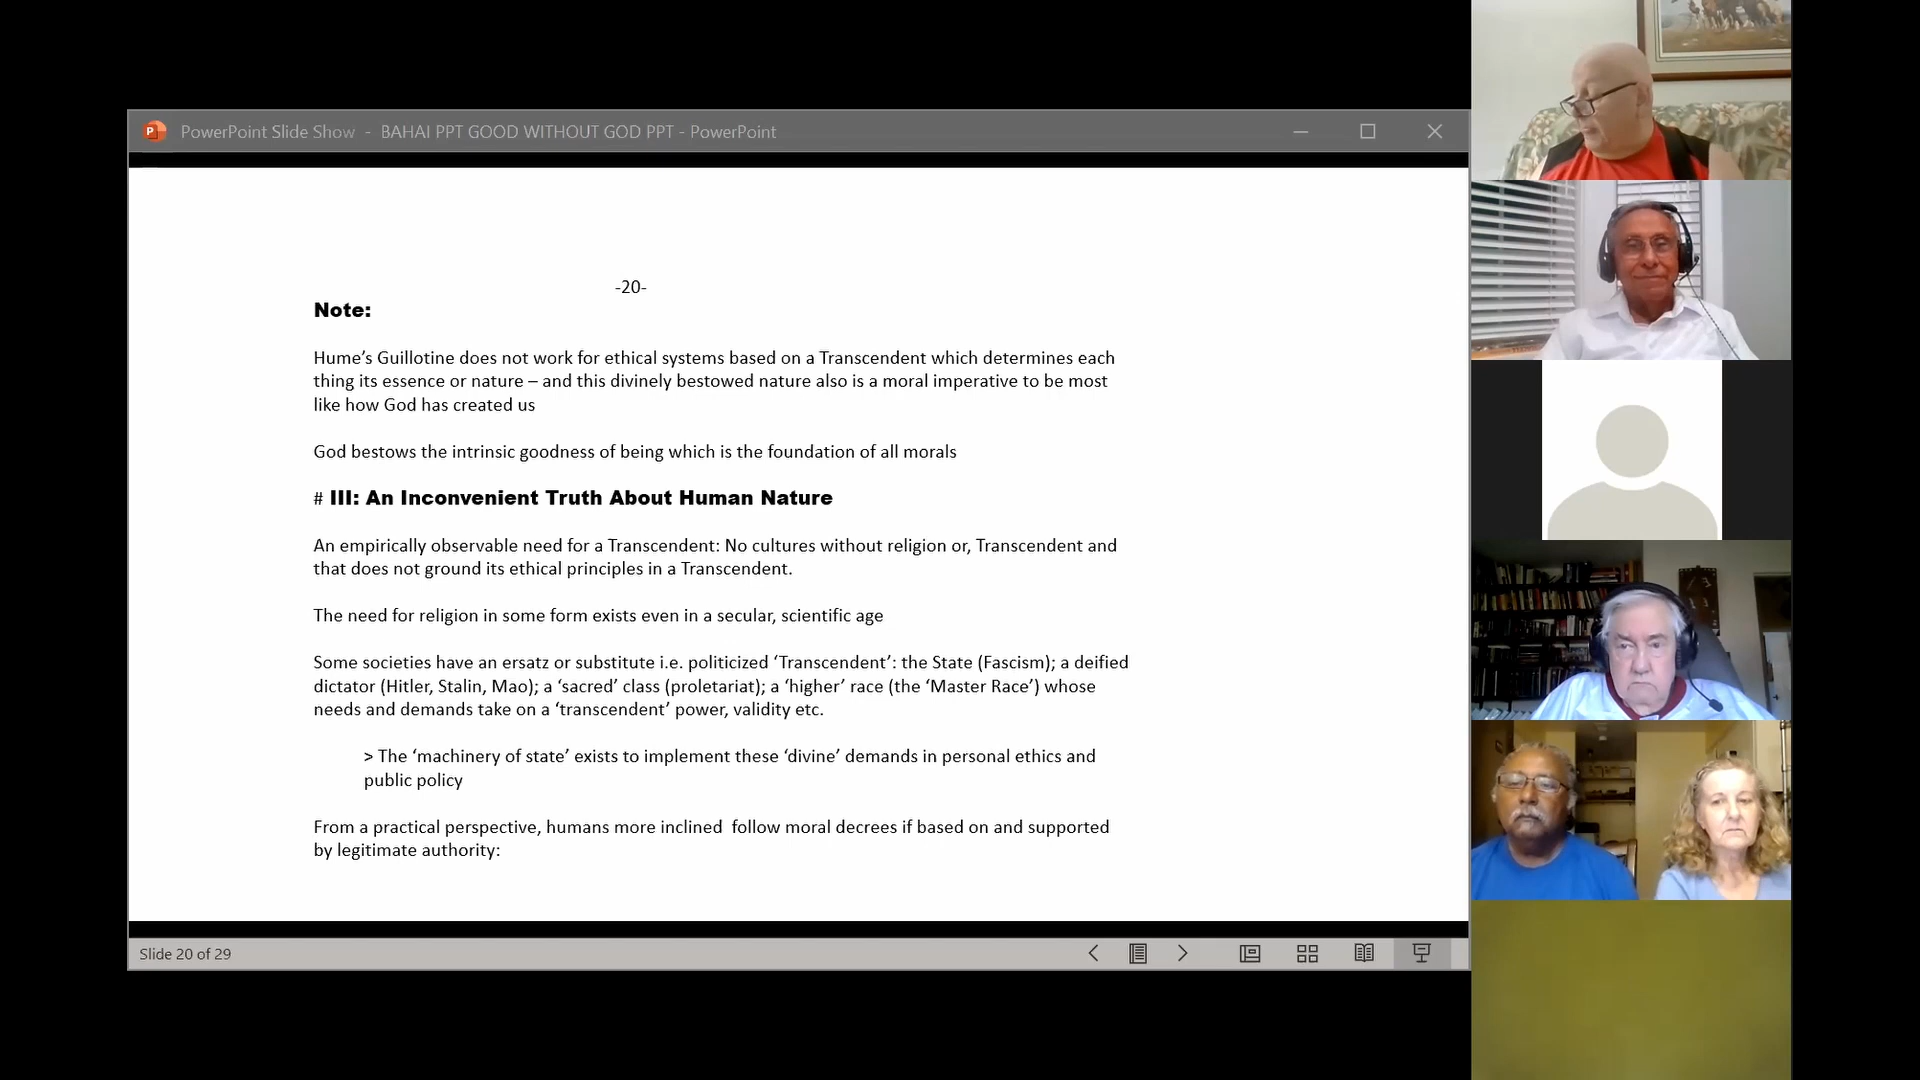 PowerPoint Slide Show - BAHAI PPT GOOD WITHOUT GOD PPT - PowerPoint
-20-
Note:
Hume’s Guillotine does not work for ethical systems based on a Transcendent which determines each
thing its essence or nature – and this divinely bestowed nature also is a moral imperative to be most
like how God has created us
God bestows the intrinsic goodness of being which is the foundation of all morals
# III: An Inconvenient Truth About Human Nature
An empirically observable need for a Transcendent: No cultures without religion or, Transcendent and
that does not ground its ethical principles in a Transcendent.
The need for religion in some form exists even in a secular, scientific age
Some societies have an ersatz or substitute i.e. politicized ‘Transcendent’: the State (Fascism); a deified
dictator (Hitler, Stalin, Mao); a ‘sacred’ class (proletariat); a ‘higher’ race (the ‘Master Race’) whose
needs and demands take on a ‘transcendent’ power, validity etc.
> The ‘machinery of state’ exists to implement these ‘divine’ demands in personal ethics and
public policy
From a practical perspective, humans more inclined  follow moral decrees if based on and supported
by legitimate authority:
Slide 20 of 29